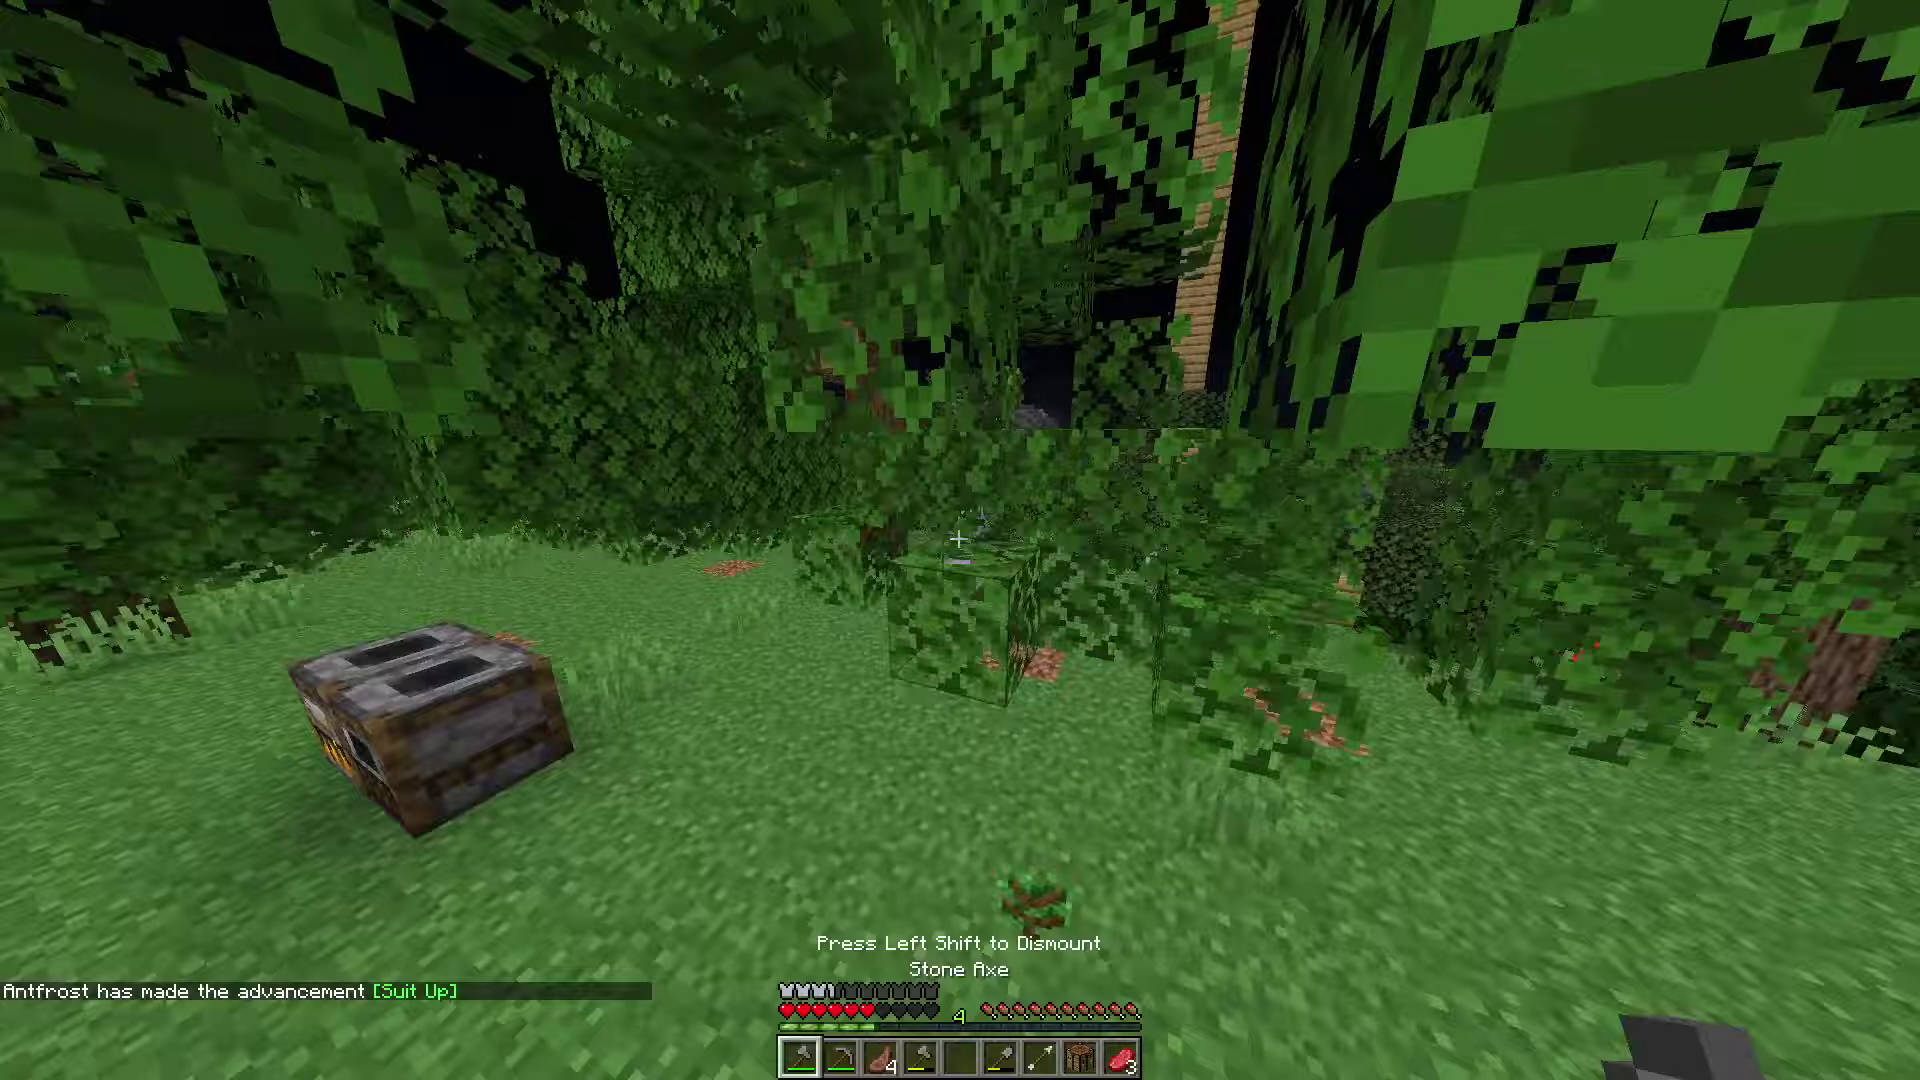 Press Left Shift to Dismount
Stone Axe
Antfrost has made the advancement [Suit Up]
4
4
3